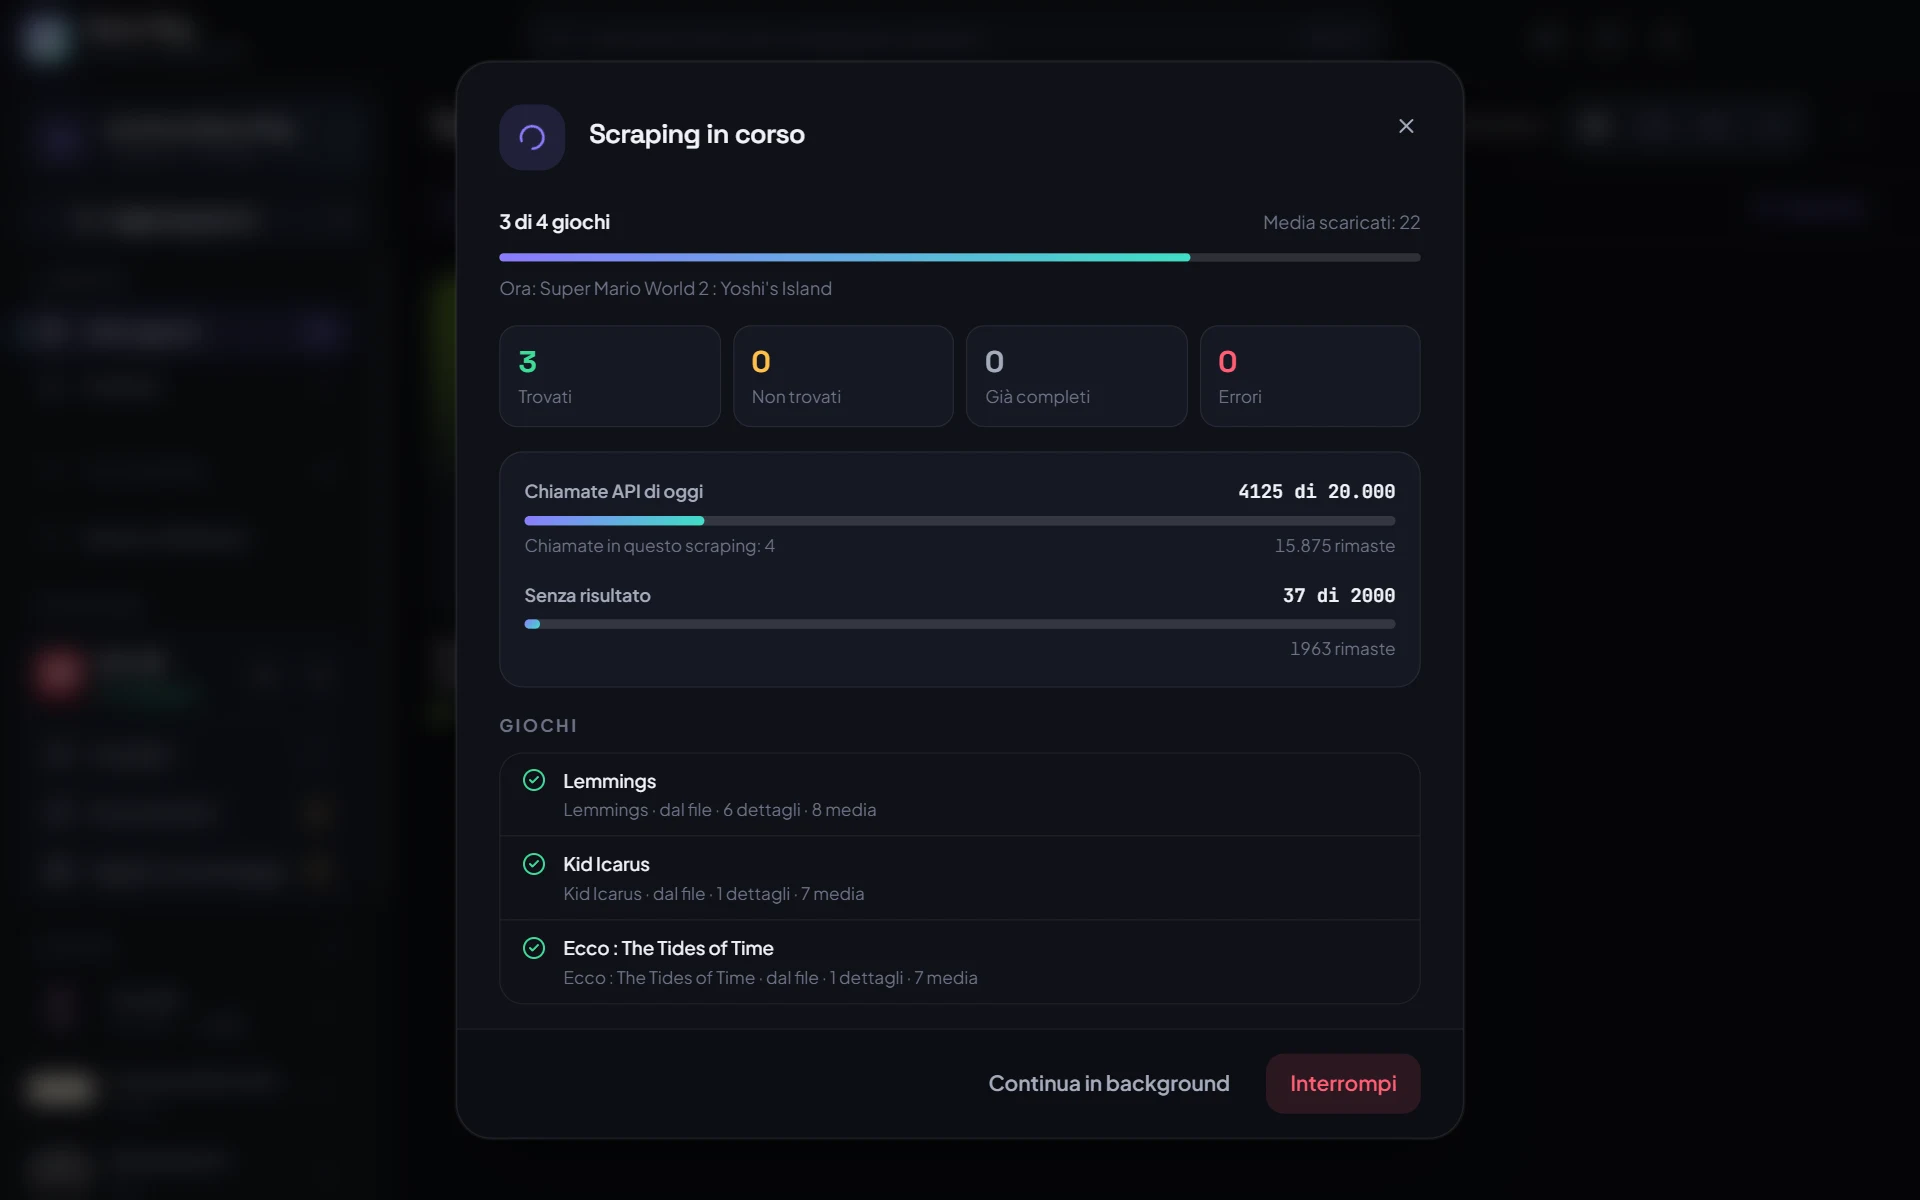 Scraping in corso
3 di 4 giochi
Media scaricati: 22
Ora: Super Mario World 2 : Yoshi's Island
3
Trovati
0
Non trovati
0
Già completi
0
Errori
Chiamate API di oggi
4125 di 20.000
Chiamate in questo scraping: 4
15.875 rimaste
Senza risultato
37 di 2000
1963 rimaste
GIOCHI
Lemmings
Lemmings · dal file · 6 dettagli · 8 media
Kid Icarus
Kid Icarus · dal file · 1 dettagli · 7 media
Ecco : The Tides of Time
Ecco : The Tides of Time · dal file · 1 dettagli · 7 media
Continua in background
Interrompi